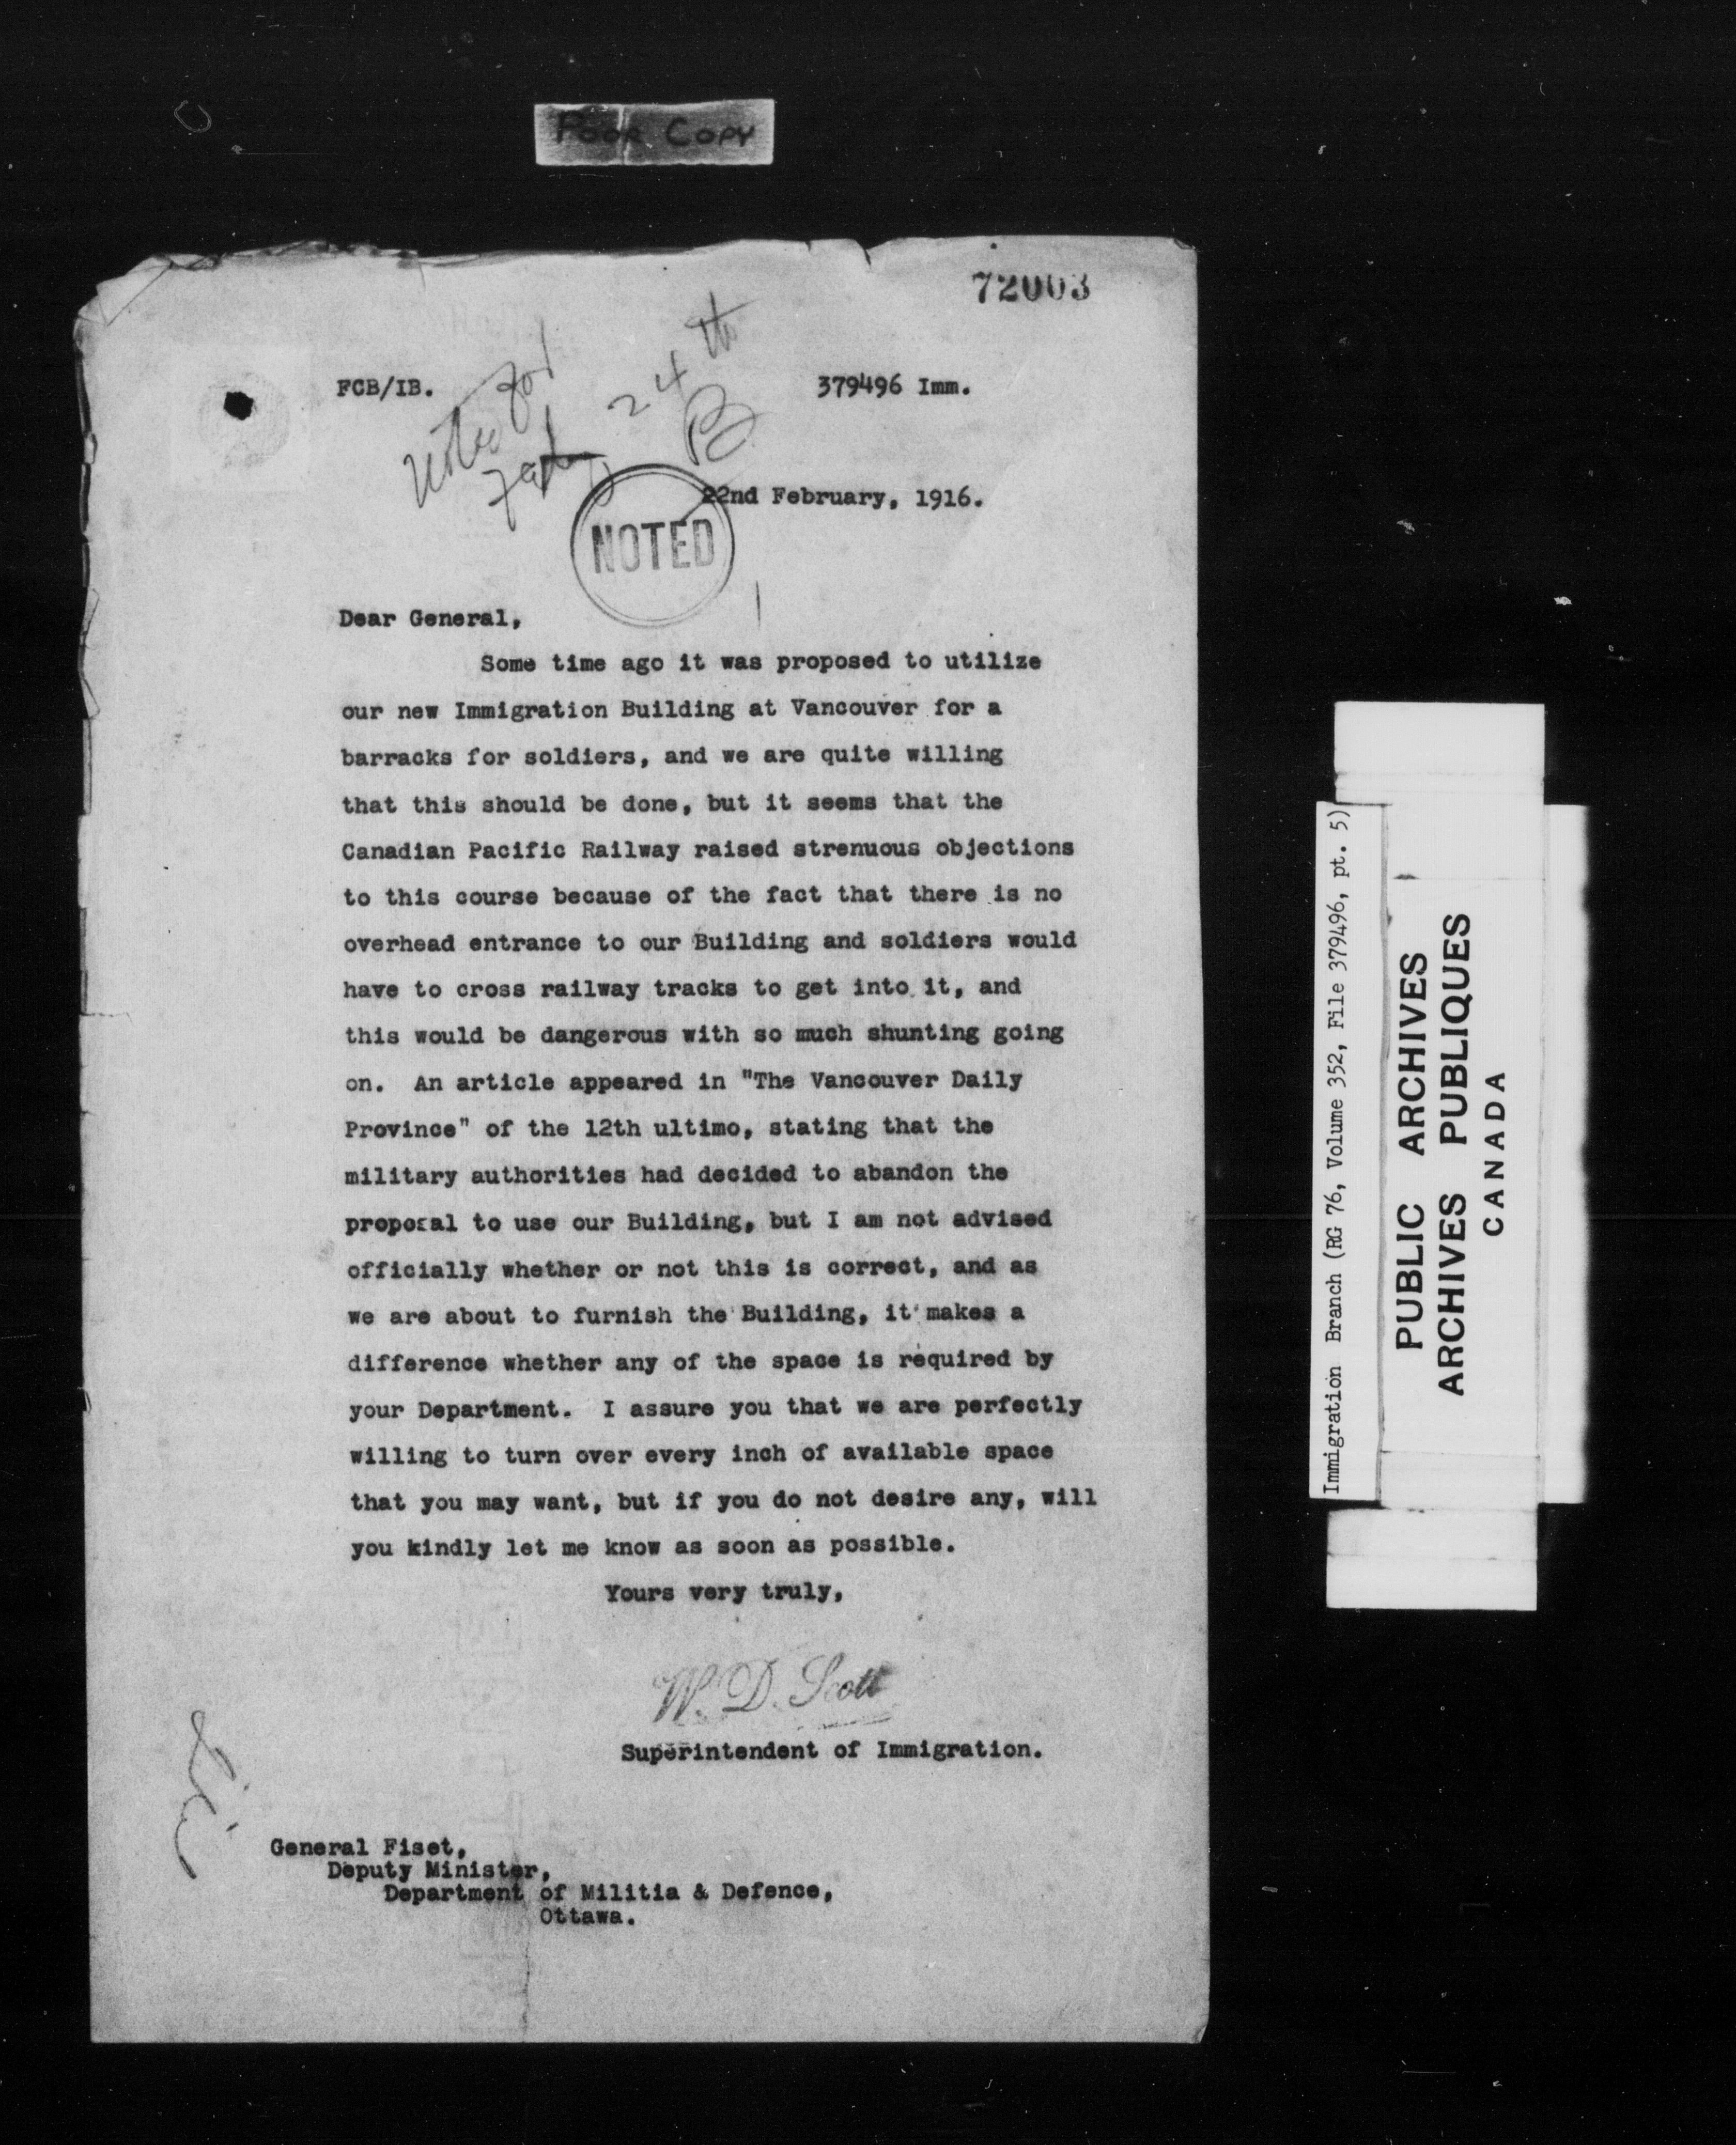 POOR COPY
72003
FCB/IB.
379496 Imm.
Note for
24th
B
22nd February, 1916.
NOTED
Dear General,
Some time ago it was proposed to utilize
our new Immigration Building at Vancouver for a
barracks for soldiers, and we are quite willing
that this should be done, but it seems that the
Canadian Pacific Railway raised strenuous objections
to this course because of the fact that there is no
overhead entrance to our Building and soldiers would
have to cross railway tracks to get into it, and
this would be dangerous with so much shunting going
on. An article appeared in "The Vancouver Daily
Province" of the 12th ultimo, stating that the
military authorities had decided to abandon the
proposal to use our Building, but I am not advised
officially whether or not this is correct, and as
we are about to furnish the Building, it makes a
difference whether any of the space is required by
your Department. I assure you that we are perfectly
willing to turn over every inch of available space
that you may want, but if you do not desire any, will
you kindly let me know as soon as possible.
Yours very truly,
W. D. Scott
Superintendent of Immigration.
General Fiset,
Deputy Minister,
Department of Militia & Defence,
Ottawa.
Immigration Branch (RG 76, Volume 352, File 379496, pt. 5)
PUBLIC ARCHIVES
ARCHIVES PUBLIQUES
CANADA